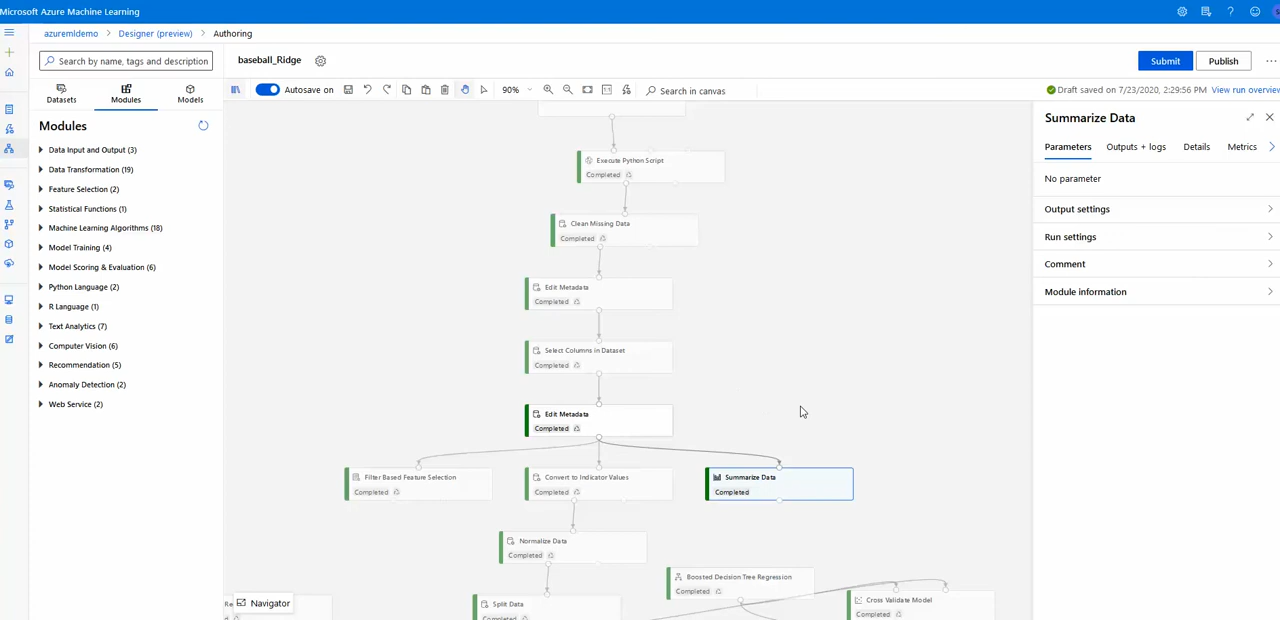 Microsoft Azure Machine Learning
azuremldemo > Designer (preview) > Authoring
Search by name, tags and description
Datasets
Modules
Models
Modules
Data Input and Output (3)
Data Transformation (19)
Feature Selection (2)
Statistical Functions (1)
Machine Learning Algorithms (18)
Model Training (4)
Model Scoring & Evaluation (6)
Python Language (2)
R Language (1)
Text Analytics (7)
Computer Vision (6)
Recommendation (5)
Anomaly Detection (2)
Web Service (2)
baseball_Ridge
Submit
Publish
Autosave on
90%
Search in canvas
Draft saved on 7/23/2020, 2:29:56 PM View run overview
Execute Python Script
Completed
Clean Missing Data
Completed
Edit Metadata
Completed
Select Columns in Dataset
Completed
Edit Metadata
Completed
Filter Based Feature Selection
Completed
Convert to Indicator Values
Completed
Summarize Data
Completed
Normalize Data
Completed
Boosted Decision Tree Regression
Completed
Split Data
Completed
Cross Validate Model
Completed
Navigator
Summarize Data
Parameters
Outputs + logs
Details
Metrics
No parameter
Output settings
Run settings
Comment
Module information